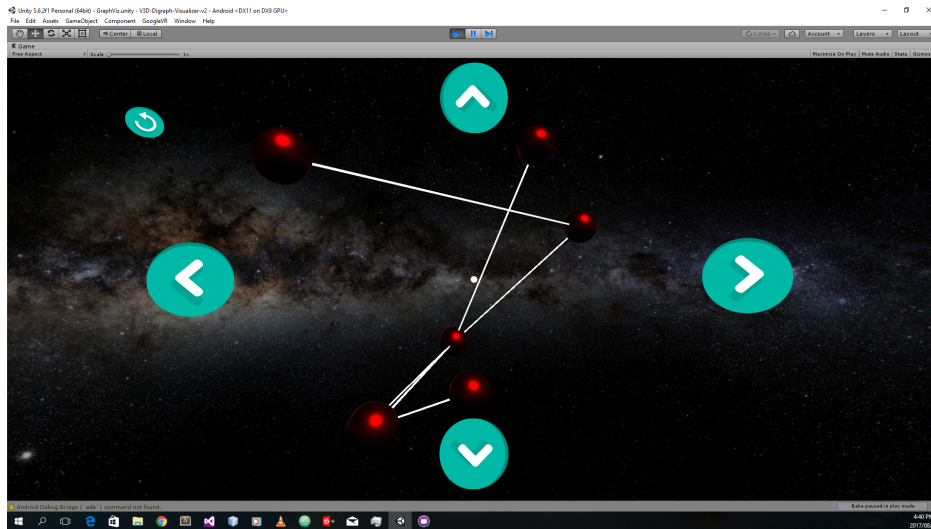 Unity 5.6.2f1 Personal (64bit) - GraphViz.unity - V3D-Digraph-Visualizer-v2 - Android <DX11 on DX9 GPU>
File Edit Assets GameObject Component GoogleVR Window Help
Center Local Collab Account Layers Layout
Game
Free Aspect Scale 1x Maximize On Play Mute Audio Stats Gizmos
Android Debug Bridge (`adb`) command not found. Bake paused in play mode
4:40 PM
2017/08/